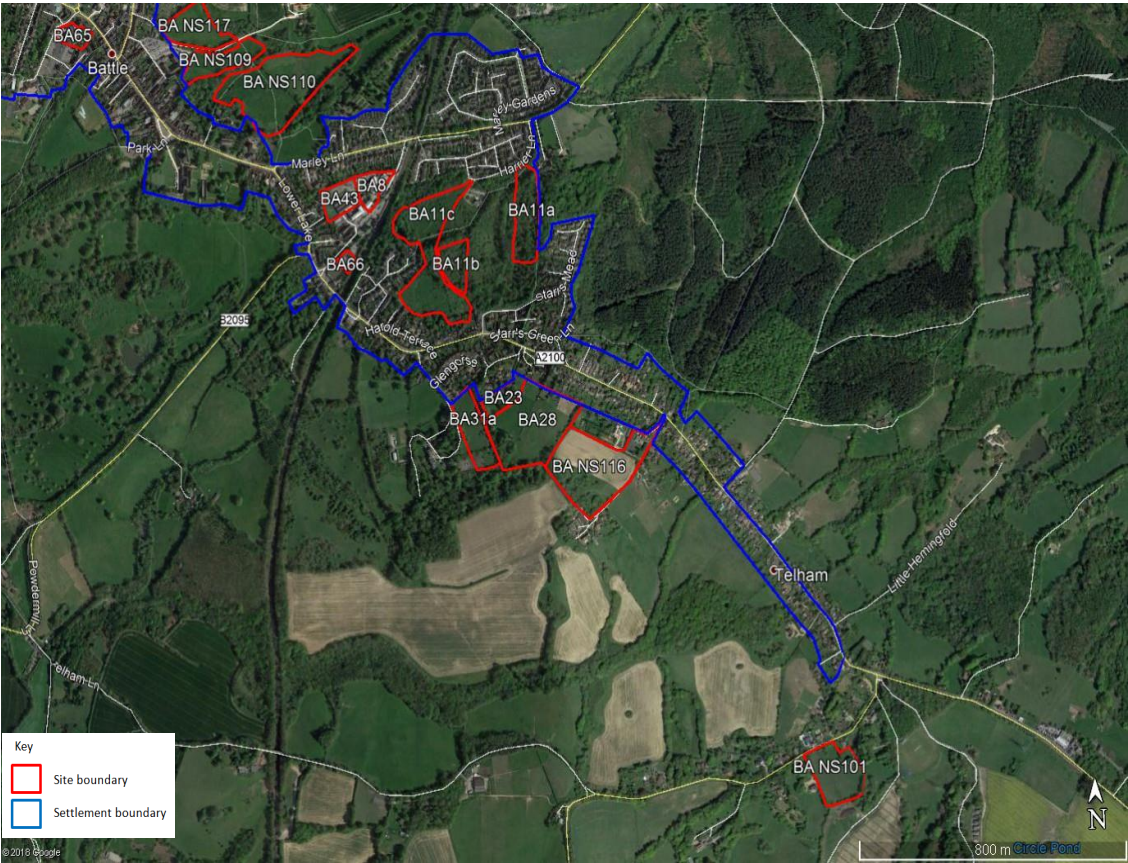 BA NS117
BA65
BA NS109
Battle
BA NS110
Marley Gardens
Park Ln
Marley Ln
Harrier Ln
Lower Lake
BA8
BA43
BA11c
BA11a
BA66
BA11b
Starrs Mead
B2095
Harold Terrace
Starr's Green Ln
A2100
Glengorse
BA23
BA31a
BA28
BA NS116
Telham
Little Hemingfold
elham Ln
BA NS101
Key
Site boundary
Settlement boundary
N
800 m
Circle Pond
© 2018 Google